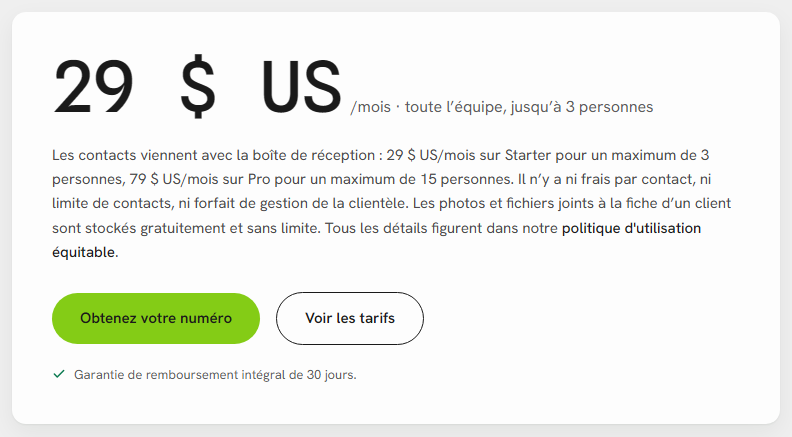 29 $ US /mois · toute l’équipe, jusqu’à 3 personnes
Les contacts viennent avec la boîte de réception : 29 $ US/mois sur Starter pour un maximum de 3
personnes, 79 $ US/mois sur Pro pour un maximum de 15 personnes. Il n’y a ni frais par contact, ni
limite de contacts, ni forfait de gestion de la clientèle. Les photos et fichiers joints à la fiche d’un client
sont stockés gratuitement et sans limite. Tous les détails figurent dans notre politique d'utilisation
équitable.
Obtenez votre numéro
Voir les tarifs
Garantie de remboursement intégral de 30 jours.